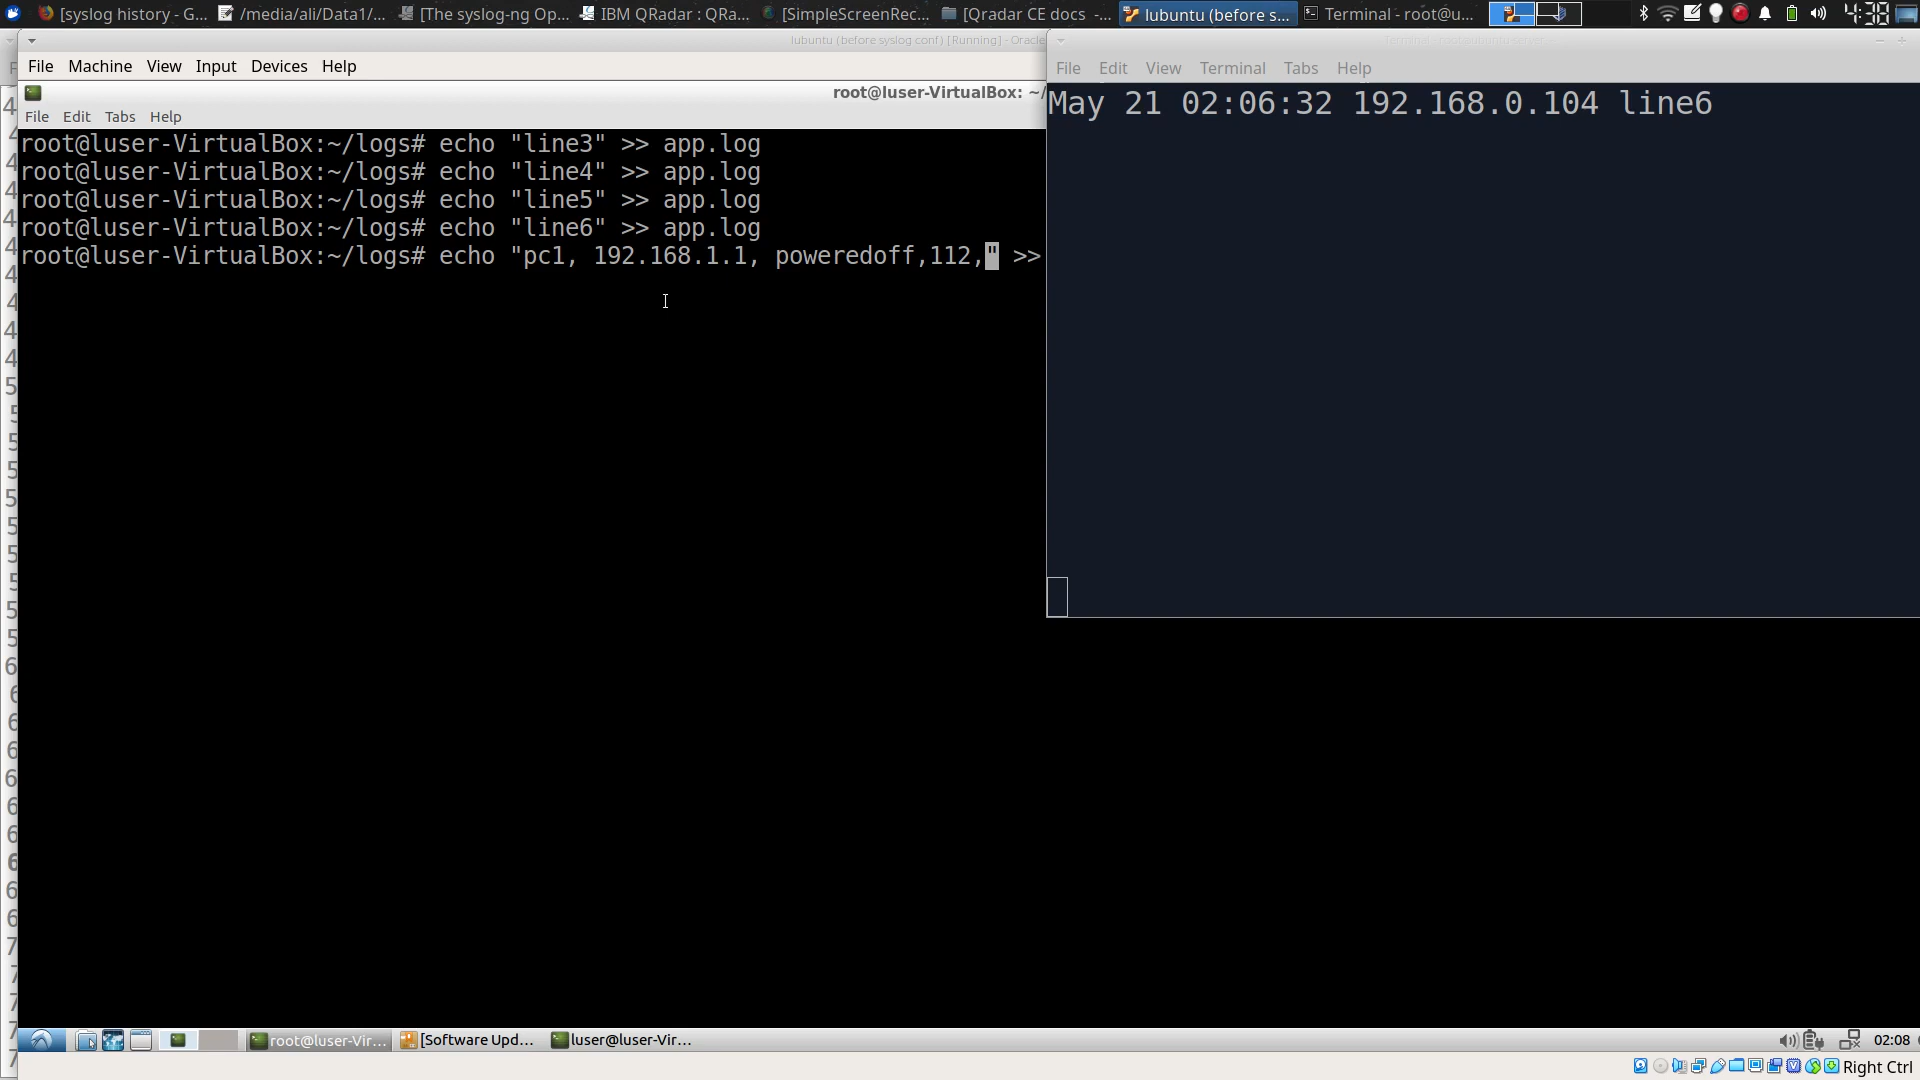 [syslog history - G...
/media/ali/Data1/...
[The syslog-ng Op...
IBM QRadar : QRa...
[SimpleScreenRec...
[Qradar CE docs -...
lubuntu (before s...
Terminal - root@u...
4:38
lubuntu (before syslog conf) [Running] - Oracle
File Machine View Input Devices Help
root@luser-VirtualBox: ~/
File Edit Tabs Help
root@luser-VirtualBox:~/logs# echo "line3" >> app.log
root@luser-VirtualBox:~/logs# echo "line4" >> app.log
root@luser-VirtualBox:~/logs# echo "line5" >> app.log
root@luser-VirtualBox:~/logs# echo "line6" >> app.log
root@luser-VirtualBox:~/logs# echo "pc1, 192.168.1.1, poweredoff,112," >>
File Edit View Terminal Tabs Help
May 21 02:06:32 192.168.0.104 line6
root@luser-Vir...
[Software Upd...
luser@luser-Vir...
02:08
Right Ctrl